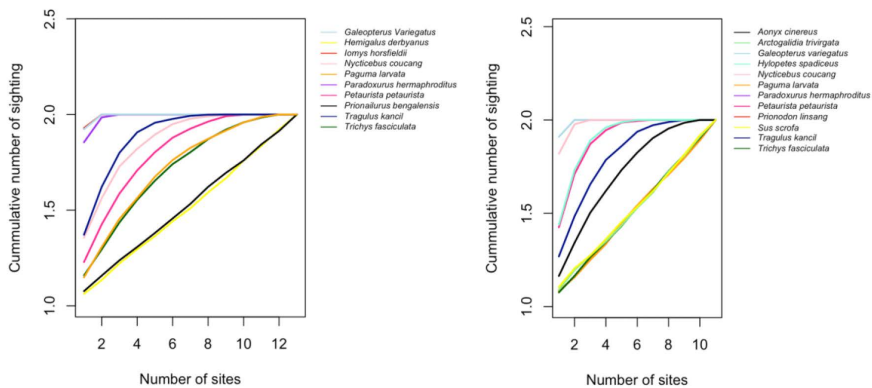 2.5
2.0
1.5
1.0
Cummulative number of sighting
2 4 6 8 10 12
Number of sites
Galeopterus Variegatus
Hemigalus derbyanus
Iomys horsfieldii
Nycticebus coucang
Paguma larvata
Paradoxurus hermaphroditus
Petaurista petaurista
Prionailurus bengalensis
Tragulus kancil
Trichys fasciculata
2.5
2.0
1.5
1.0
Cummulative number of sighting
2 4 6 8 10
Number of sites
Aonyx cinereus
Arctogalidia trivirgata
Galeopterus variegatus
Hylopetes spadiceus
Nycticebus coucang
Paguma larvata
Paradoxurus hermaphroditus
Petaurista petaurista
Prionodon linsang
Sus scrofa
Tragulus kancil
Trichys fasciculata